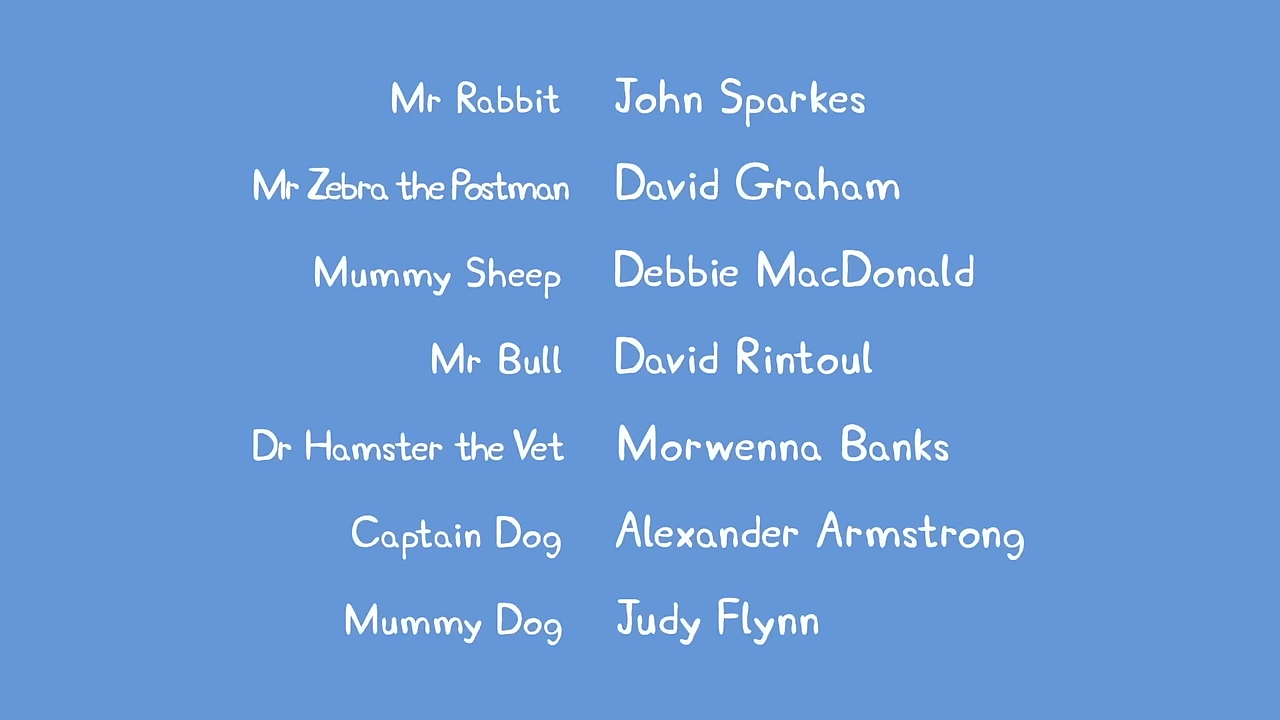 Mr Rabbit John Sparkes
Mr Zebra the Postman David Graham
Mummy Sheep Debbie MacDonald
Mr Bull David Rintoul
Dr Hamster the Vet Morwenna Banks
Captain Dog Alexander Armstrong
Mummy Dog Judy Flynn